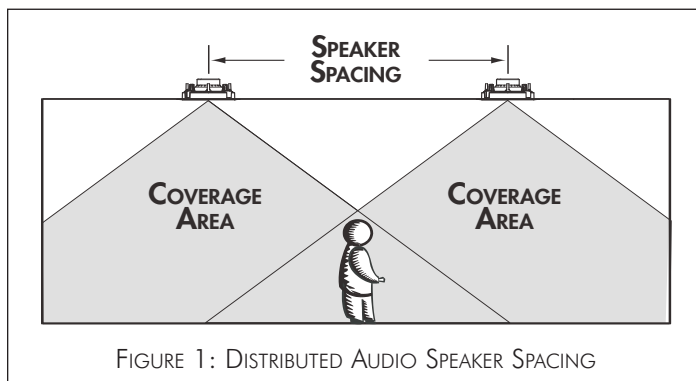 SPEAKER
SPACING
COVERAGE
AREA
COVERAGE
AREA
FIGURE 1: DISTRIBUTED AUDIO SPEAKER SPACING